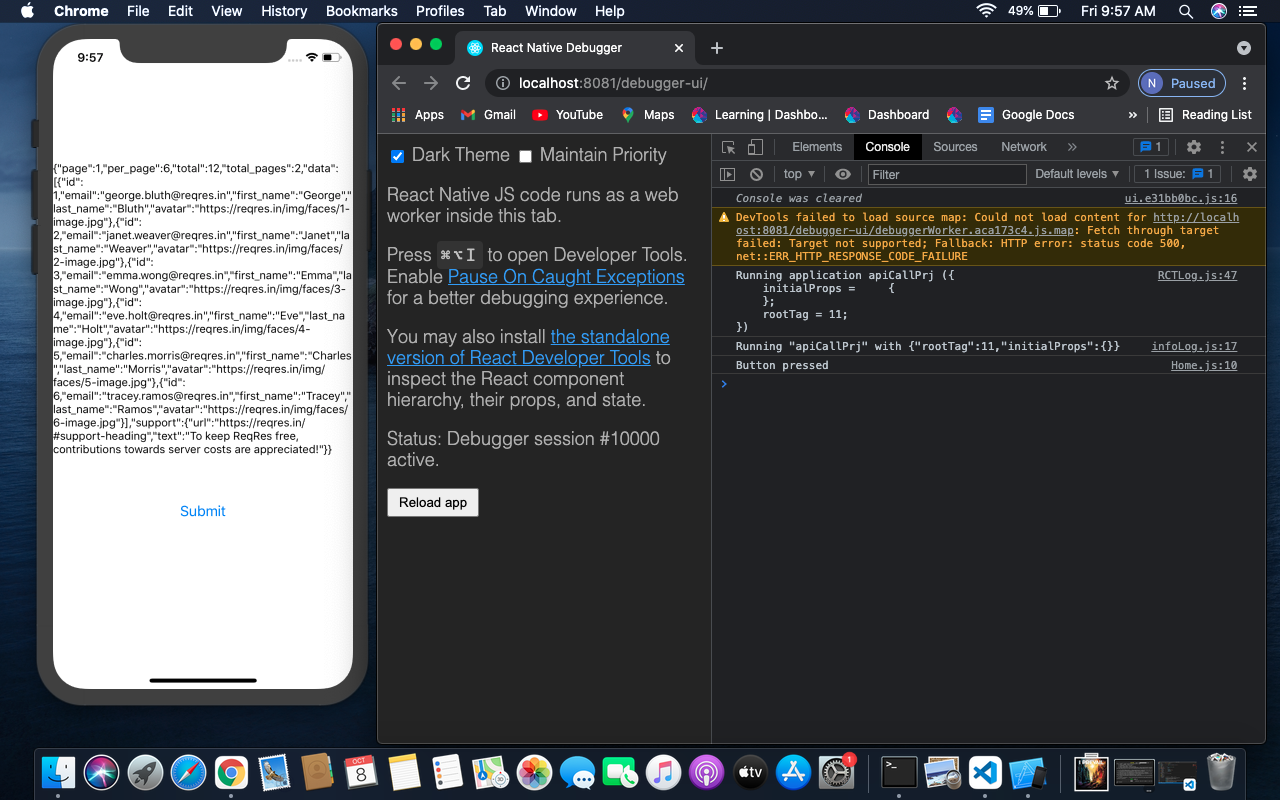 Chrome File Edit View History Bookmarks Profiles Tab Window Help 49% Fri 9:57 AM
9:57
{"page":1,"per_page":6,"total":12,"total_pages":2,"data":
[{"id":
1,"email":"george.bluth@reqres.in","first_name":"George","
last_name":"Bluth","avatar":"https://reqres.in/img/faces/1-
image.jpg"},{"id":
2,"email":"janet.weaver@reqres.in","first_name":"Janet","la
st_name":"Weaver","avatar":"https://reqres.in/img/faces/
2-image.jpg"},{"id":
3,"email":"emma.wong@reqres.in","first_name":"Emma","la
st_name":"Wong","avatar":"https://reqres.in/img/faces/3-
image.jpg"},{"id":
4,"email":"eve.holt@reqres.in","first_name":"Eve","last_na
me":"Holt","avatar":"https://reqres.in/img/faces/4-
image.jpg"},{"id":
5,"email":"charles.morris@reqres.in","first_name":"Charles
","last_name":"Morris","avatar":"https://reqres.in/img/
faces/5-image.jpg"},{"id":
6,"email":"tracey.ramos@reqres.in","first_name":"Tracey","
last_name":"Ramos","avatar":"https://reqres.in/img/faces/
6-image.jpg"}],"support":{"url":"https://reqres.in/
#support-heading","text":"To keep ReqRes free,
contributions towards server costs are appreciated!"}}
Submit
React Native Debugger
localhost:8081/debugger-ui/
N Paused
Apps Gmail YouTube Maps Learning | Dashbo... Dashboard Google Docs » Reading List
Dark Theme Maintain Priority
React Native JS code runs as a web
worker inside this tab.
Press ⌘⌥I to open Developer Tools.
Enable Pause On Caught Exceptions
for a better debugging experience.
You may also install the standalone
version of React Developer Tools to
inspect the React component
hierarchy, their props, and state.
Status: Debugger session #10000
active.
Reload app
Elements Console Sources Network » 1
top Filter Default levels 1 Issue: 1
Console was cleared ui.e31bb0bc.js:16
DevTools failed to load source map: Could not load content for http://localh
ost:8081/debugger-ui/debuggerWorker.aca173c4.js.map: Fetch through target
failed: Target not supported; Fallback: HTTP error: status code 500,
net::ERR_HTTP_RESPONSE_CODE_FAILURE
Running application apiCallPrj ({ RCTLog.js:47
initialProps = {
};
rootTag = 11;
})
Running "apiCallPrj" with {"rootTag":11,"initialProps":{}} infoLog.js:17
Button pressed Home.js:10
OCT
8
tv
1